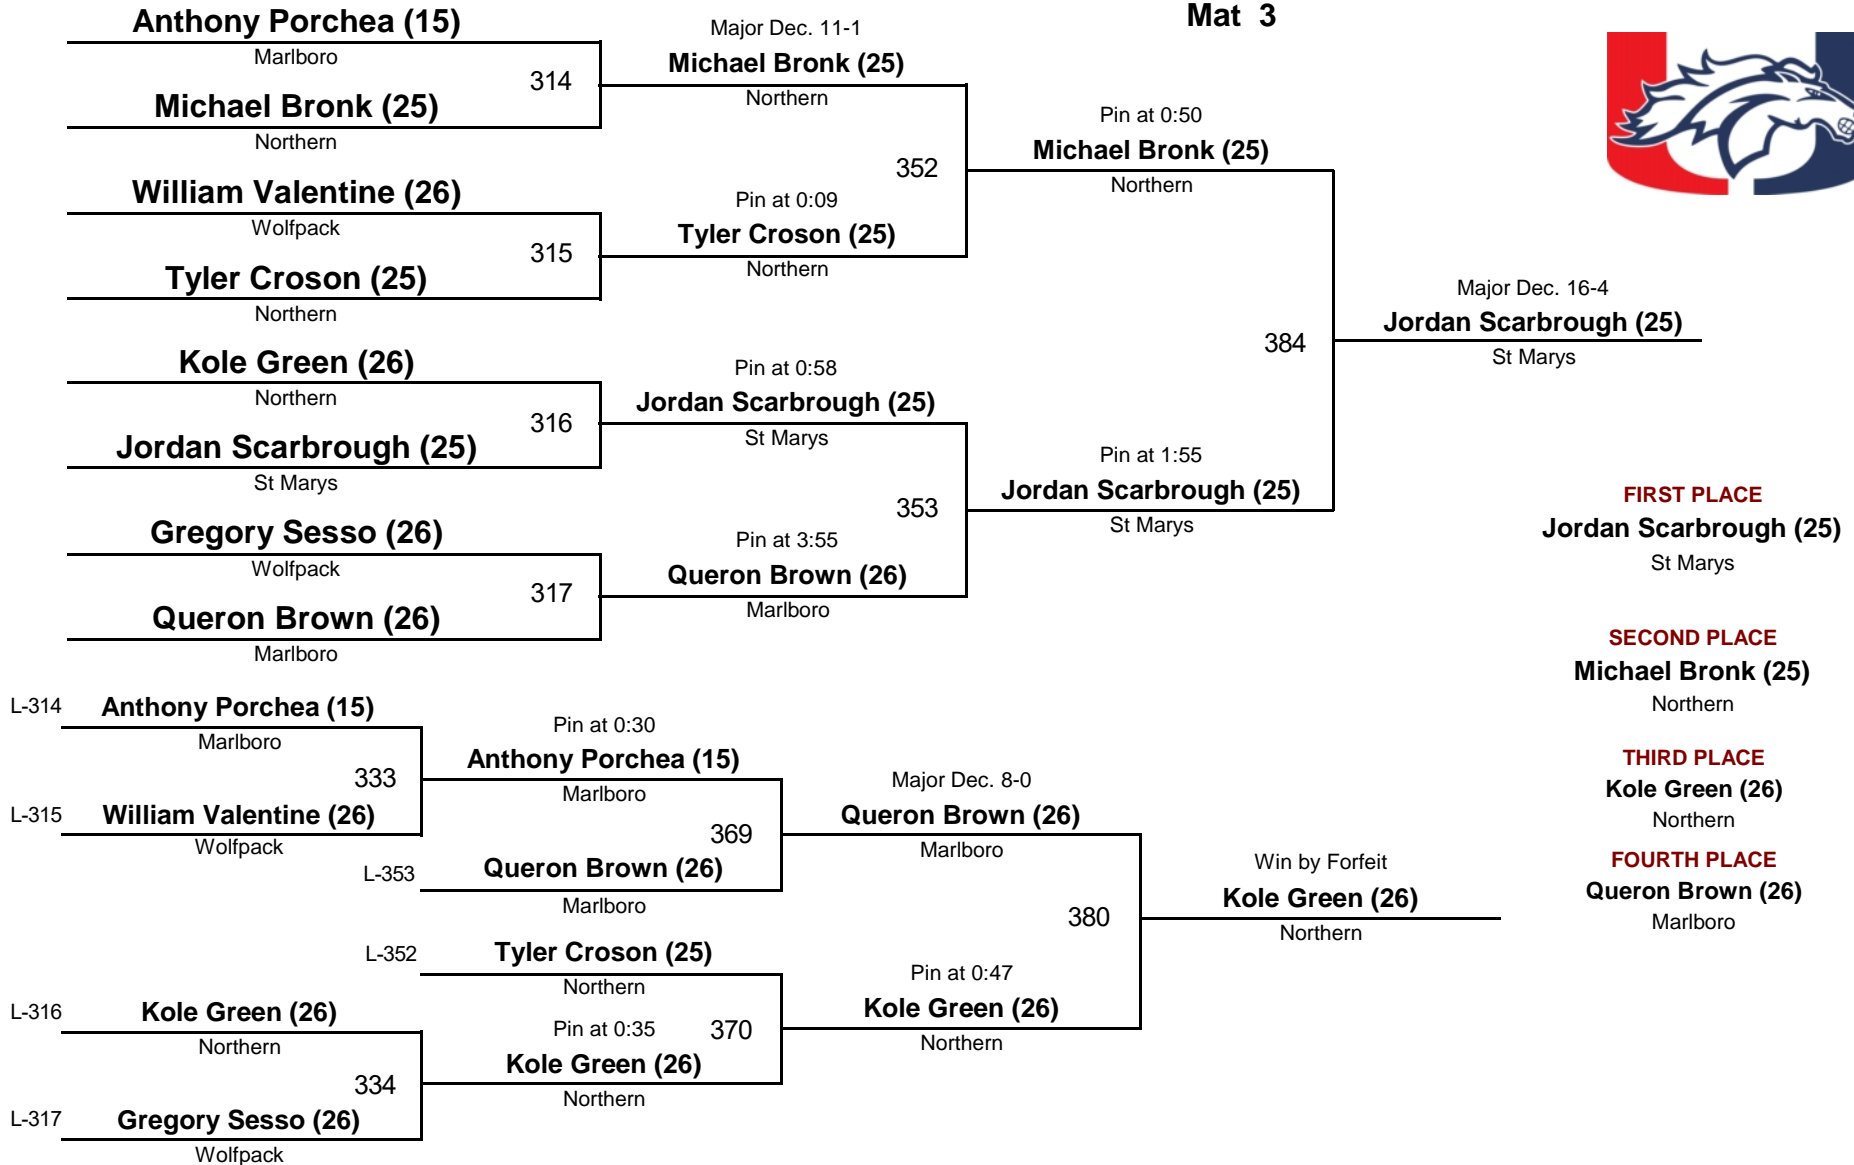 Mat 3
Anthony Porchea (15)
Marlboro
314
Michael Bronk (25)
Northern
William Valentine (26)
Wolfpack
315
Tyler Croson (25)
Northern
Kole Green (26)
Northern
316
Jordan Scarbrough (25)
St Marys
Gregory Sesso (26)
Wolfpack
317
Queron Brown (26)
Marlboro
Major Dec. 11-1
Michael Bronk (25)
Northern
352
Pin at 0:09
Tyler Croson (25)
Northern
Pin at 0:58
Jordan Scarbrough (25)
St Marys
353
Pin at 3:55
Queron Brown (26)
Marlboro
Pin at 0:50
Michael Bronk (25)
Northern
384
Pin at 1:55
Jordan Scarbrough (25)
St Marys
Major Dec. 16-4
Jordan Scarbrough (25)
St Marys
FIRST PLACE
Jordan Scarbrough (25)
St Marys
SECOND PLACE
Michael Bronk (25)
Northern
THIRD PLACE
Kole Green (26)
Northern
FOURTH PLACE
Queron Brown (26)
Marlboro
L-314
Anthony Porchea (15)
Marlboro
333
L-315
William Valentine (26)
Wolfpack
Pin at 0:30
Anthony Porchea (15)
Marlboro
369
L-353
Queron Brown (26)
Marlboro
L-352
Tyler Croson (25)
Northern
L-316
Kole Green (26)
Northern
334
L-317
Gregory Sesso (26)
Wolfpack
Pin at 0:35
370
Kole Green (26)
Northern
Major Dec. 8-0
Queron Brown (26)
Marlboro
380
Pin at 0:47
Kole Green (26)
Northern
Win by Forfeit
Kole Green (26)
Northern